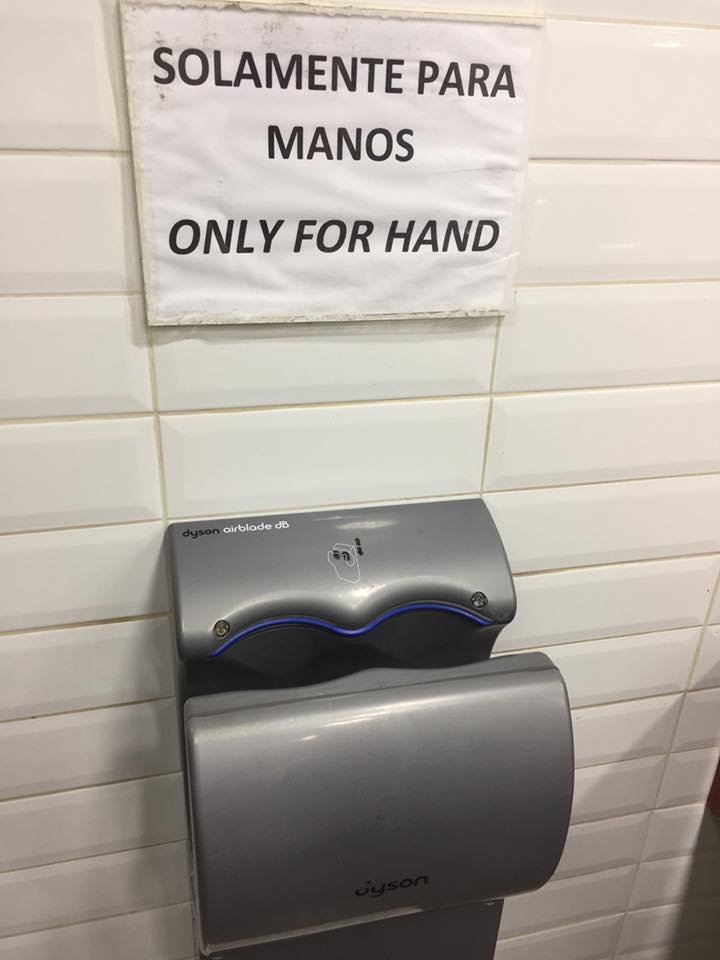 SOLAMENTE PARA
MANOS
ONLY FOR HAND
dyson airblade dB
dyson